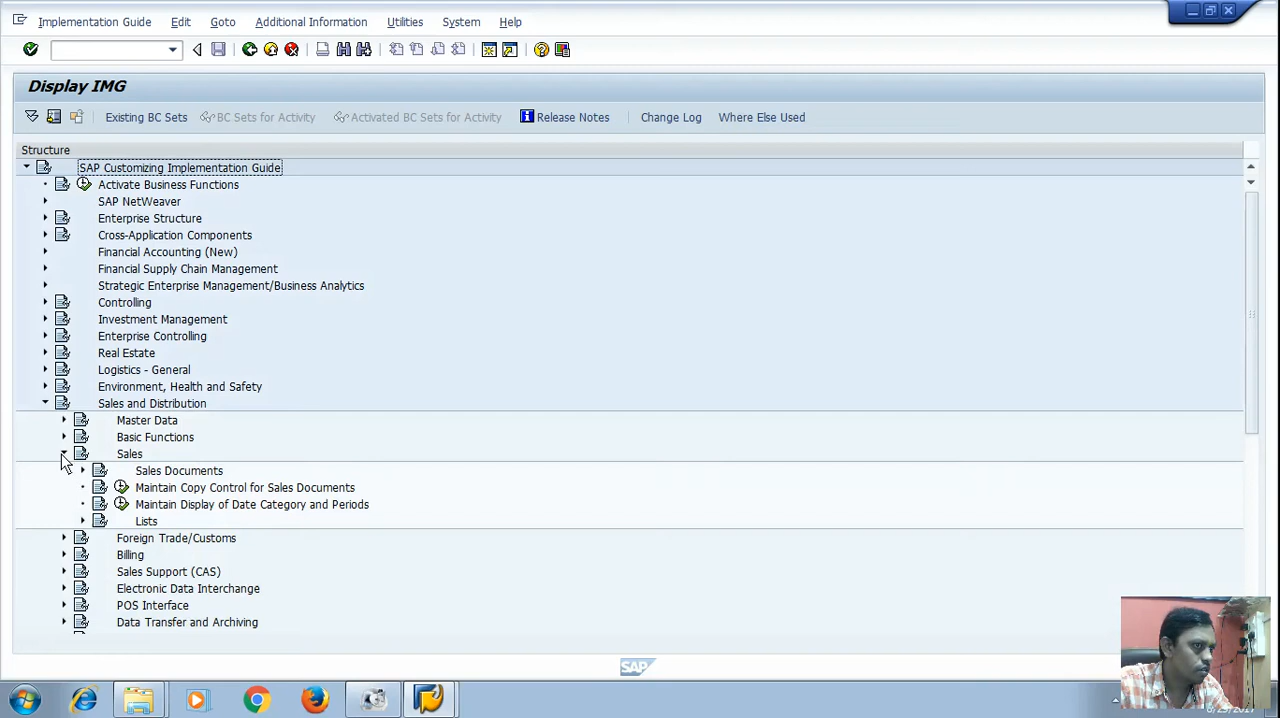 Implementation Guide Edit Goto Additional Information Utilities System Help
Display IMG
Existing BC Sets BC Sets for Activity Activated BC Sets for Activity Release Notes Change Log Where Else Used
Structure
SAP Customizing Implementation Guide
Activate Business Functions
SAP NetWeaver
Enterprise Structure
Cross-Application Components
Financial Accounting (New)
Financial Supply Chain Management
Strategic Enterprise Management/Business Analytics
Controlling
Investment Management
Enterprise Controlling
Real Estate
Logistics - General
Environment, Health and Safety
Sales and Distribution
Master Data
Basic Functions
Sales
Sales Documents
Maintain Copy Control for Sales Documents
Maintain Display of Date Category and Periods
Lists
Foreign Trade/Customs
Billing
Sales Support (CAS)
Electronic Data Interchange
POS Interface
Data Transfer and Archiving
SAP